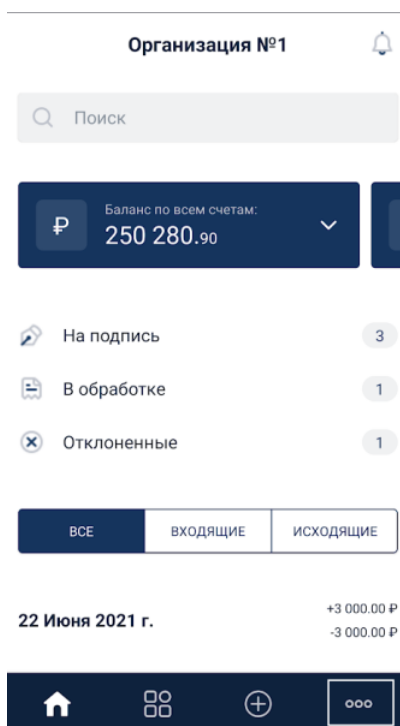 Организация №1
Поиск
Баланс по всем счетам:
₽ 250 280.90
На подпись 3
В обработке 1
Отклоненные 1
ВСЕ ВХОДЯЩИЕ ИСХОДЯЩИЕ
+3 000.00 ₽
22 Июня 2021 г.
-3 000.00 ₽